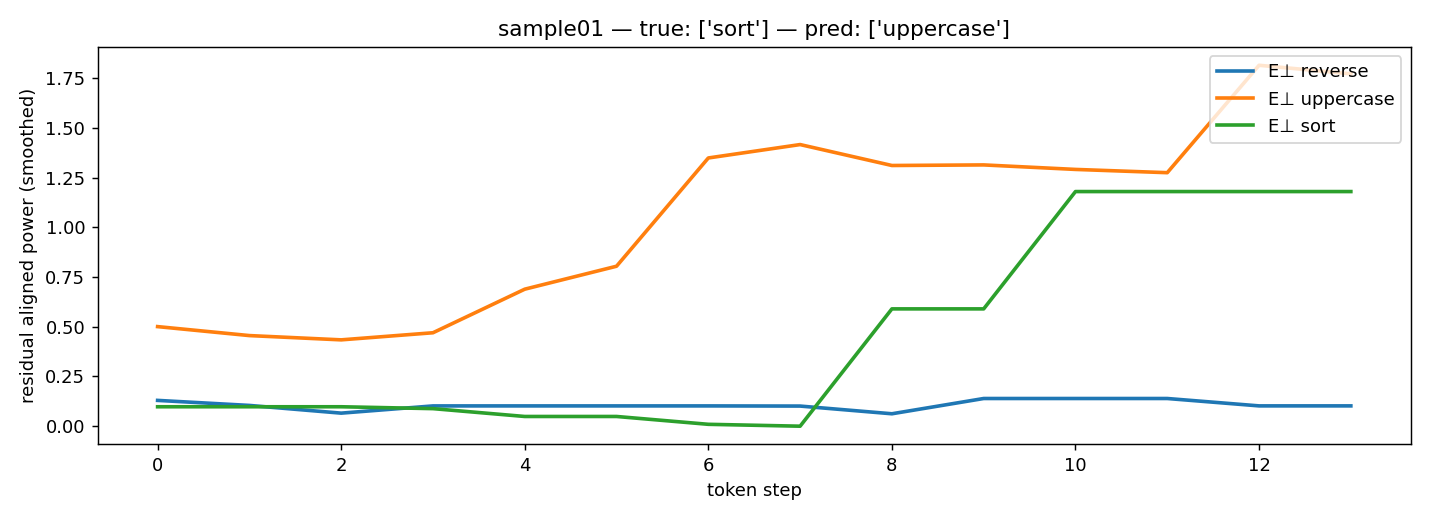 sample01 — true: ['sort'] — pred: ['uppercase']
residual aligned power (smoothed)
1.75
1.50
1.25
1.00
0.75
0.50
0.25
0.00
E⊥ reverse
E⊥ uppercase
E⊥ sort
0 2 4 6 8 10 12
token step